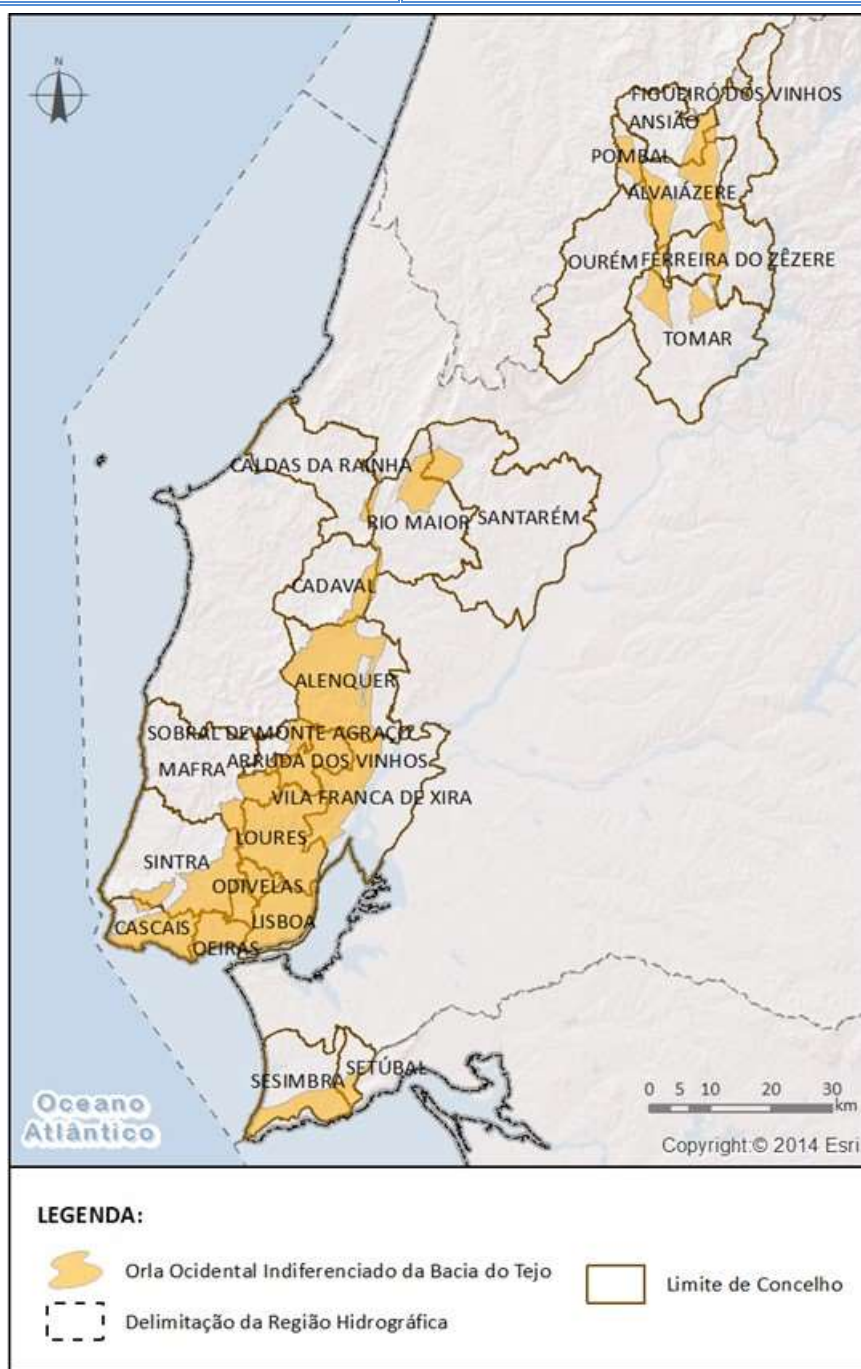 N
FIGUEIRÓ DOS VINHOS
ANSIÃO
POMBAL
ALVAIÁZERE
OURÉM
FERREIRA DO ZÊZERE
TOMAR
CALDAS DA RAINHA
RIO MAIOR
SANTARÉM
CADAVAL
ALENQUER
SOBRAL DE MONTE AGRAÇO
ARRUDA DOS VINHOS
MAFRA
VILA FRANCA DE XIRA
LOURES
SINTRA
ODIVELAS
LISBOA
CASCAIS
OEIRAS
SETÚBAL
SESIMBRA
0 5 10 20 30
km
Oceano
Atlântico
Copyright:© 2014 Esri
LEGENDA:
Orla Ocidental Indiferenciado da Bacia do Tejo
Limite de Concelho
Delimitação da Região Hidrográfica